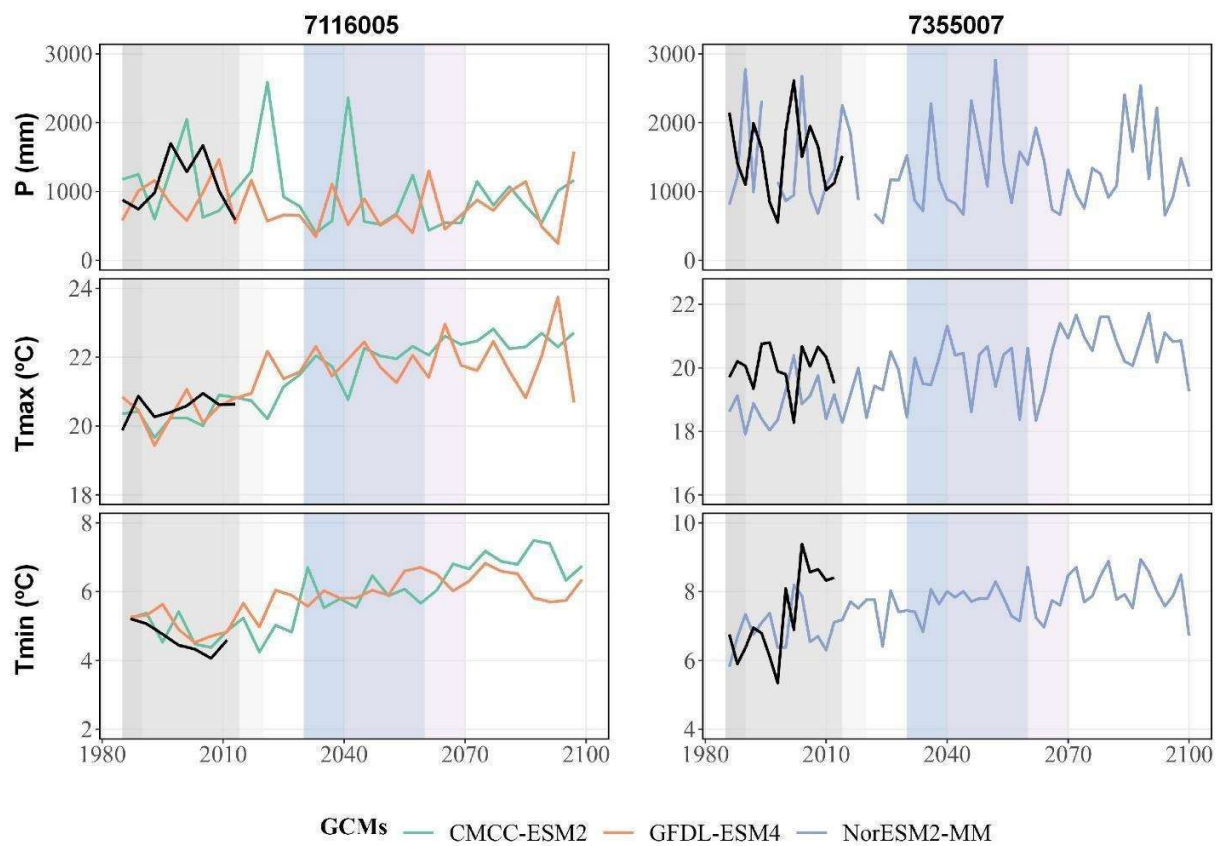 7116005 7355007
P (mm)
3000 3000
2000 2000
1000 1000
0 0
Tmax (ºC)
24 22
22 20
20 18
18 16
Tmin (ºC)
8 10
6 8
4 6
2 4
1980 2010 2040 2070 2100 1980 2010 2040 2070 2100
GCMs CMCC-ESM2 GFDL-ESM4 NorESM2-MM